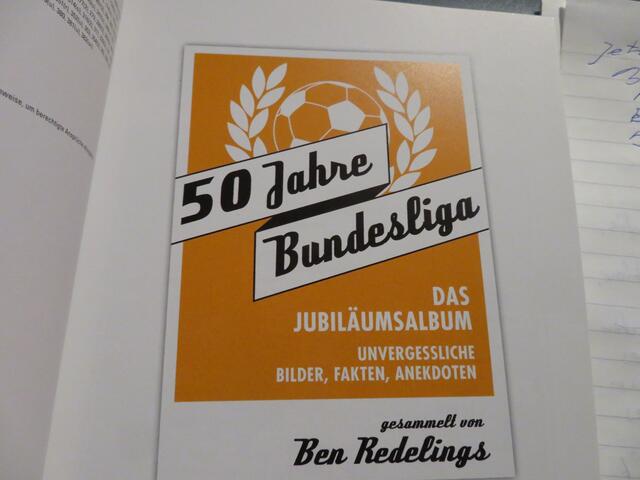 50 Jahre
Bundesliga
DAS
JUBILÄUMSALBUM
UNVERGESSLICHE
BILDER, FAKTEN, ANEKDOTEN
gesammelt von
Ben Redelings